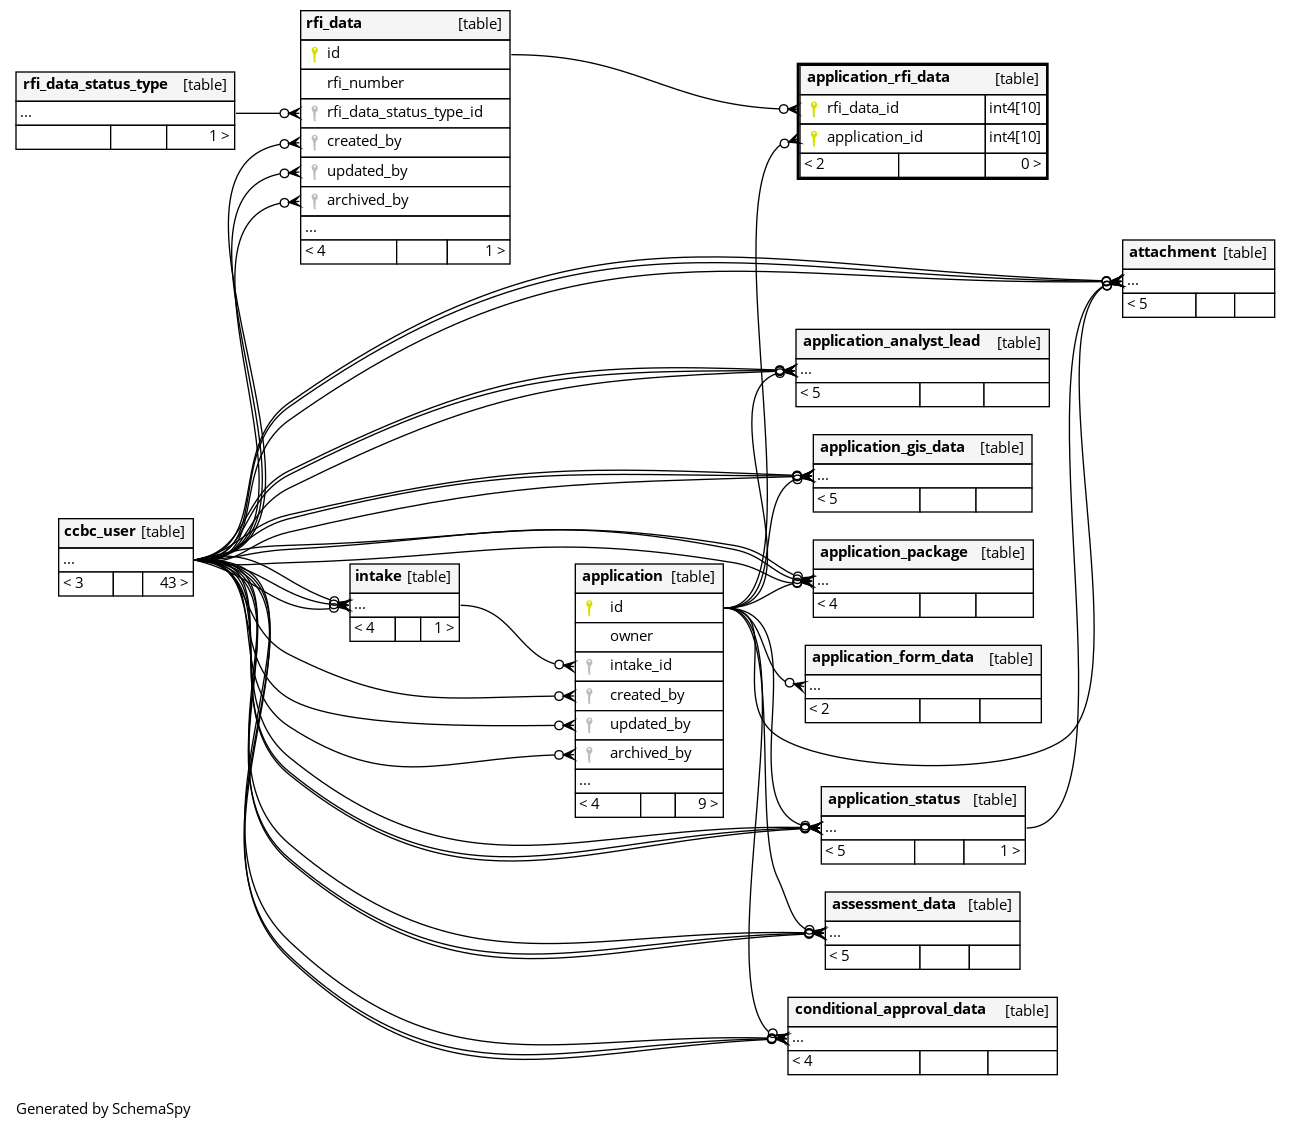 rfi_data [table]
id
rfi_number
rfi_data_status_type_id
created_by
updated_by
archived_by
...
< 4 1 >
rfi_data_status_type [table]
...
1 >
application_rfi_data [table]
rfi_data_id int4[10]
application_id int4[10]
< 2 0 >
attachment [table]
...
< 5
application_analyst_lead [table]
...
< 5
application_gis_data [table]
...
< 5
ccbc_user [table]
...
< 3 43 >
intake [table]
...
< 4 1 >
application [table]
id
owner
intake_id
created_by
updated_by
archived_by
...
< 4 9 >
application_package [table]
...
< 4
application_form_data [table]
...
< 2
application_status [table]
...
< 5 1 >
assessment_data [table]
...
< 5
conditional_approval_data [table]
...
< 4
Generated by SchemaSpy